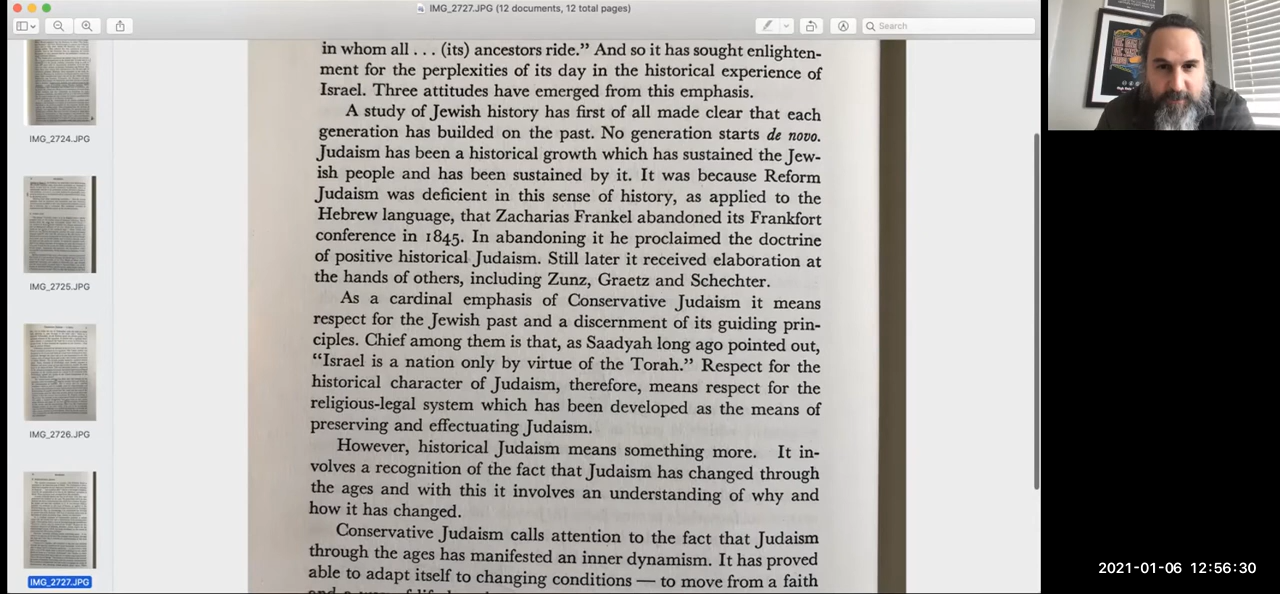 IMG_2727.JPG (12 documents, 12 total pages)
Search
IMG_2724.JPG
IMG_2725.JPG
IMG_2726.JPG
IMG_2727.JPG
in whom all . . . (its) ancestors ride.” And so it has sought enlighten-
ment for the perplexities of its day in the historical experience of
Israel. Three attitudes have emerged from this emphasis.
A study of Jewish history has first of all made clear that each
generation has builded on the past. No generation starts de novo.
Judaism has been a historical growth which has sustained the Jew-
ish people and has been sustained by it. It was because Reform
Judaism was deficient in this sense of history, as applied to the
Hebrew language, that Zacharias Frankel abandoned its Frankfort
conference in 1845. In abandoning it he proclaimed the doctrine
of positive historical Judaism. Still later it received elaboration at
the hands of others, including Zunz, Graetz and Schechter.
As a cardinal emphasis of Conservative Judaism it means
respect for the Jewish past and a discernment of its guiding prin-
ciples. Chief among these is that, as Saadyah long ago pointed out,
“Israel is a nation only by virtue of the Torah.” Respect for the
historical character of Judaism, therefore, means respect for the
religious-legal system which has been developed as the means of
preserving and effectuating Judaism.
However, historical Judaism means something more. It in-
volves a recognition of the fact that Judaism has changed through
the ages and with this involves an understanding of why and
how it has changed.
Conservative Judaism calls attention to the fact that Judaism
through the ages has indicated an inner dynamism. It has proved
able to adapt itself to changing conditions — to move from a faith
2021-01-06 12:56:30